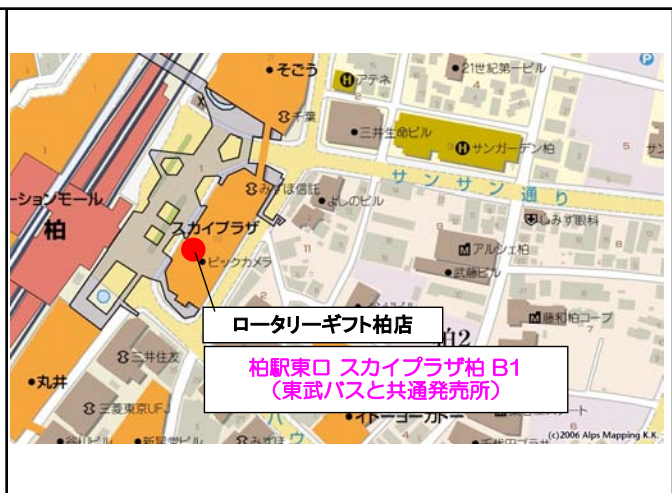 そごう
アテネ
21世紀第一ビル
千葉
三井生命ビル
サンガーデン柏
サンサン通り
みずほ信託
よしのビル
ションモール
しみず眼科
柏
スカイプラザ
アルシェ柏
ビックカメラ
武藤ビル
ロータリーギフト柏店
藤和柏コープ
柏2
柏駅東口 スカイプラザ柏 B1
（東武バスと共通発売所）
三井住友
丸井
三菱東京UFJ
イトーヨーカドー
みずほ
(c)2006 Alps Mapping K.K.